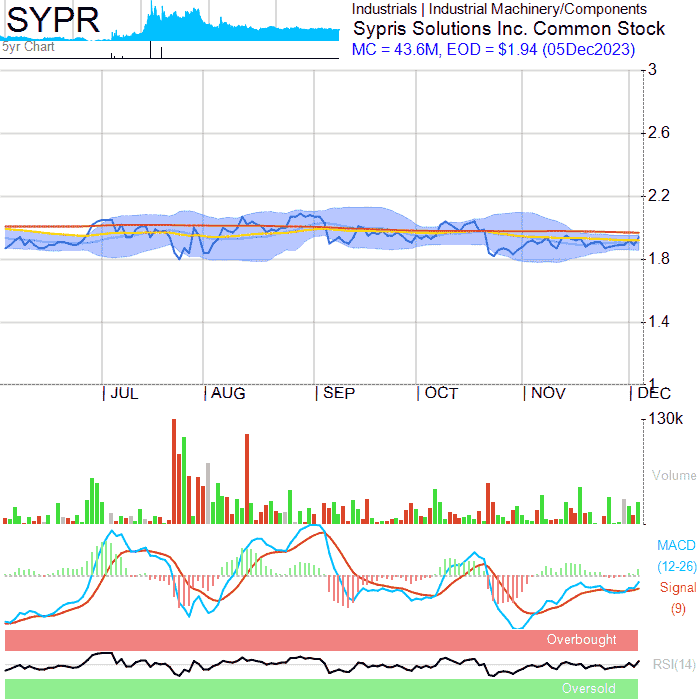 SYPR
5yr Chart
Industrials | Industrial Machinery/Components
Sypris Solutions Inc. Common Stock
MC = 43.6M, EOD = $1.94 (05Dec2023)
3
2.6
2.2
1.8
1.4
1
JUL AUG SEP OCT NOV DEC
130k
Volume
MACD
(12-26)
Signal
(9)
Overbought
RSI(14)
Oversold